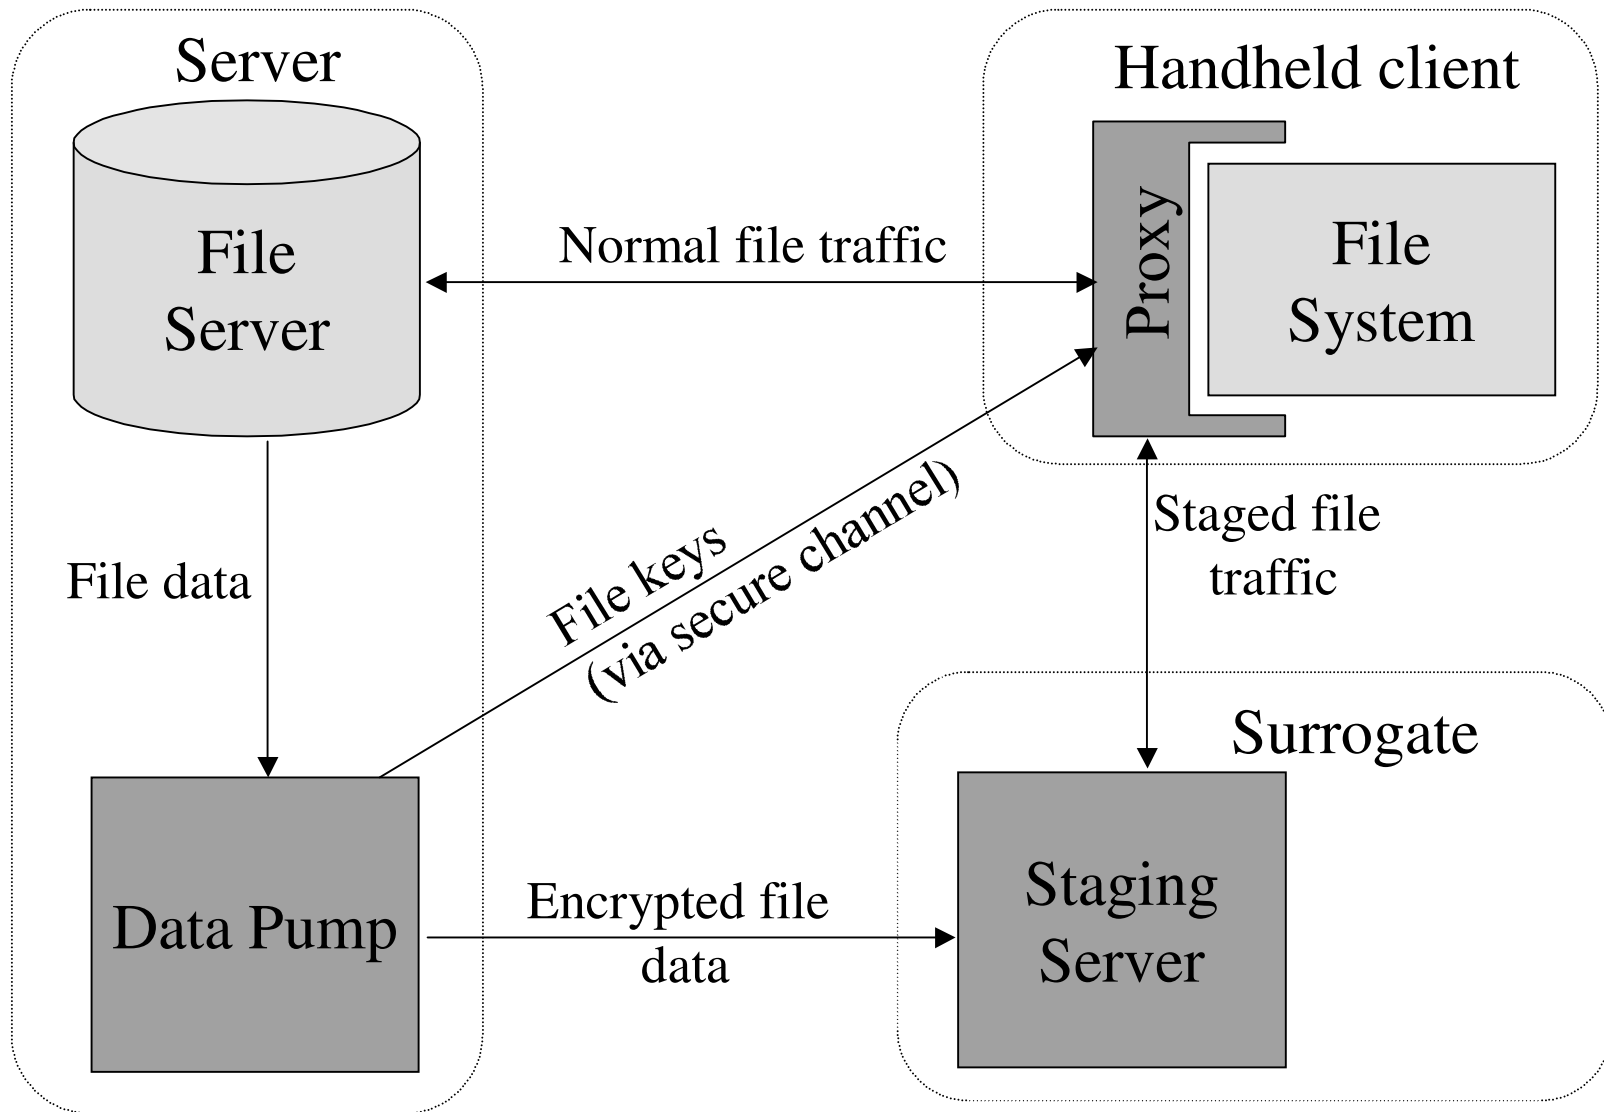 Server
Handheld client
File
Server
Normal file traffic
Proxy
File
System
File data
File keys
(via secure channel)
Staged file
traffic
Surrogate
Data Pump
Encrypted file
data
Staging
Server